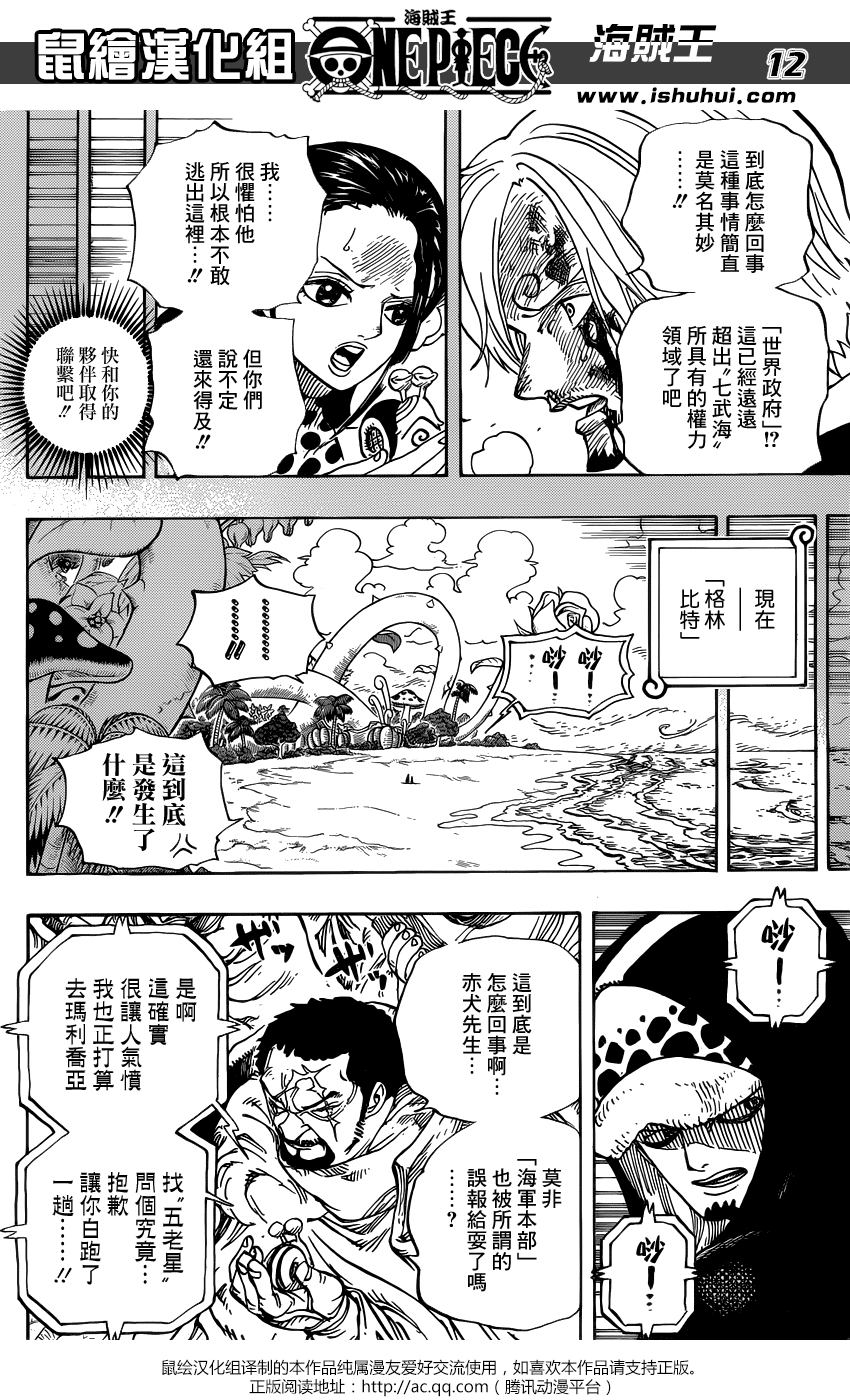 鼠繪漢化組
海賊王
ONE PIECE
海賊王
12
www.ishuhui.com
到底怎麼回事
這種事情簡直
是莫名其妙
……!!
「世界政府」!?
這已經遠遠
超出〝七武海〞
所具有的權力
領域了吧
我……
很懼怕他
所以根本不敢
逃出這裡…!!
但你們
說不定
還來得及!!
快和你的
夥伴取得
聯繫吧!!
現在
——
「格林
比特」
吵!
吵!
…
………
………!!
這到底
是發生了
什麼!!
吵!
…
吵!
…
這到底是
怎麼回事啊…
赤犬先生…
莫非
「海軍本部」
也被所謂的
誤報給耍了嗎
……?
是啊
這確實
很讓人氣憤
我也正打算
去瑪利喬亞
找〝五老星〞
問個究竟…
抱歉
讓你白跑了
一趟……!!
鼠绘汉化组译制的本作品纯属漫友爱好交流使用，如喜欢本作品请支持正版。
正版阅读地址：http://ac.qq.com（腾讯动漫平台）